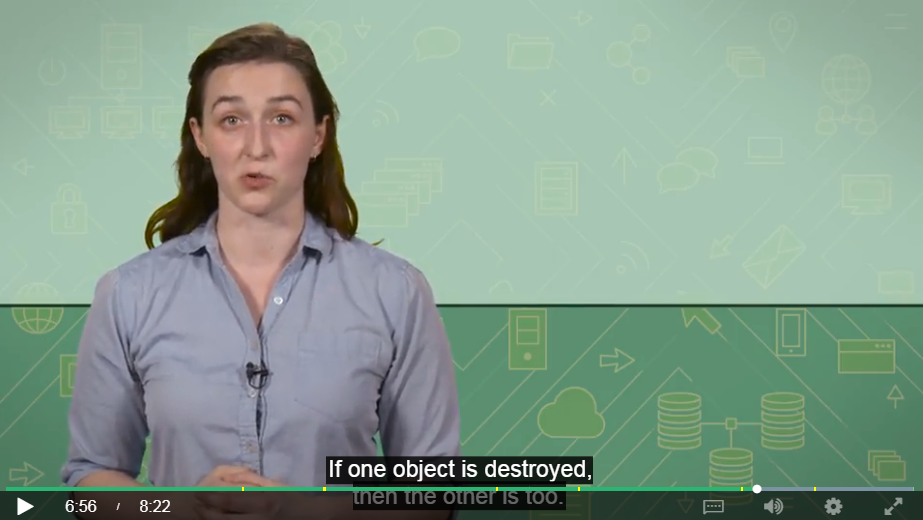 If one object is destroyed,
then the other is too.
6:56 / 8:22